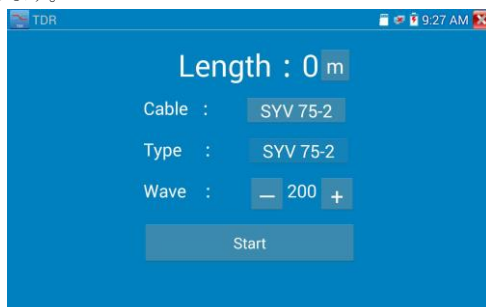 TDR 9:27 AM
Length : 0 m
Cable : SYV 75-2
Type : SYV 75-2
Wave : — 200 +
Start